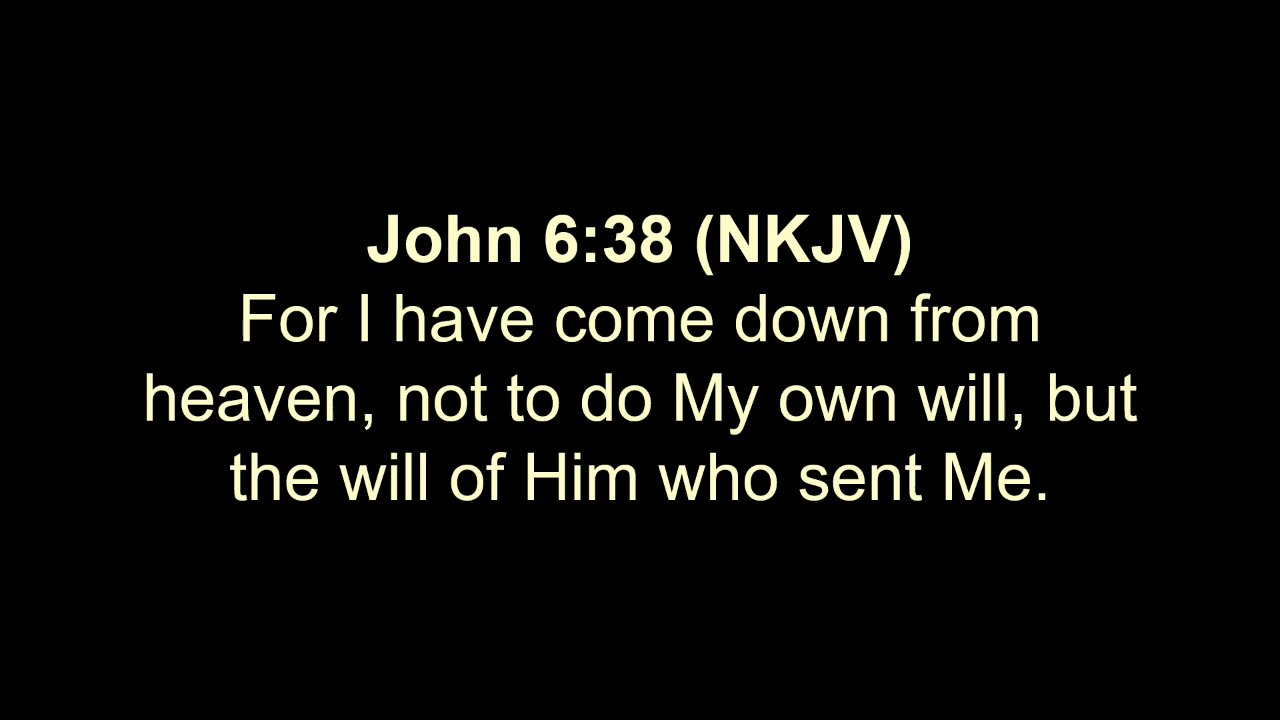 John 6:38 (NKJV)
For I have come down from
heaven, not to do My own will, but
the will of Him who sent Me.